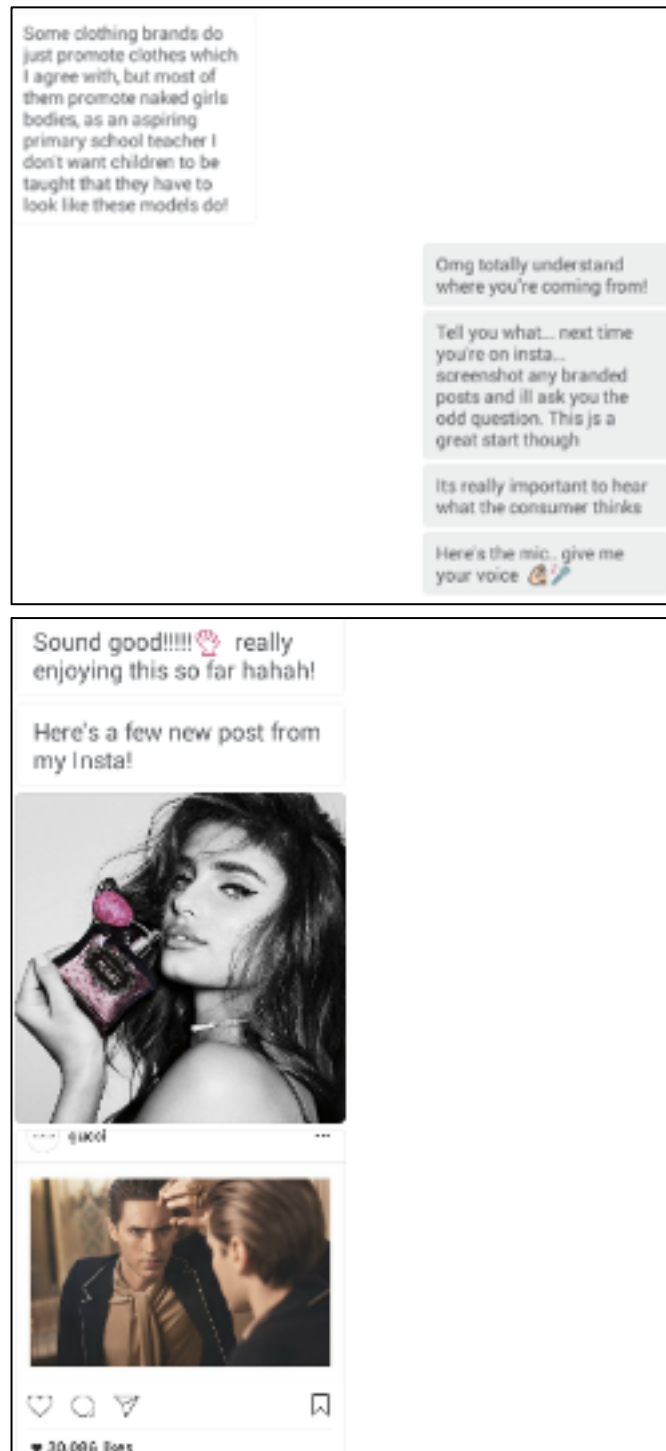 Some clothing brands do
just promote clothes which
I agree with, but most of
them promote naked girls
bodies, as an aspiring
primary school teacher I
don't want children to be
taught that they have to
look like these models do!
Omg totally understand
where you're coming from!
Tell you what... next time
you're on insta...
screenshot any branded
posts and ill ask you the
odd question. This js a
great start though
Its really important to hear
what the consumer thinks
Here's the mic.. give me
your voice
Sound good!!!!! really
enjoying this so far hahah!
Here's a few new post from
my Insta!
gucci
30,086 likes